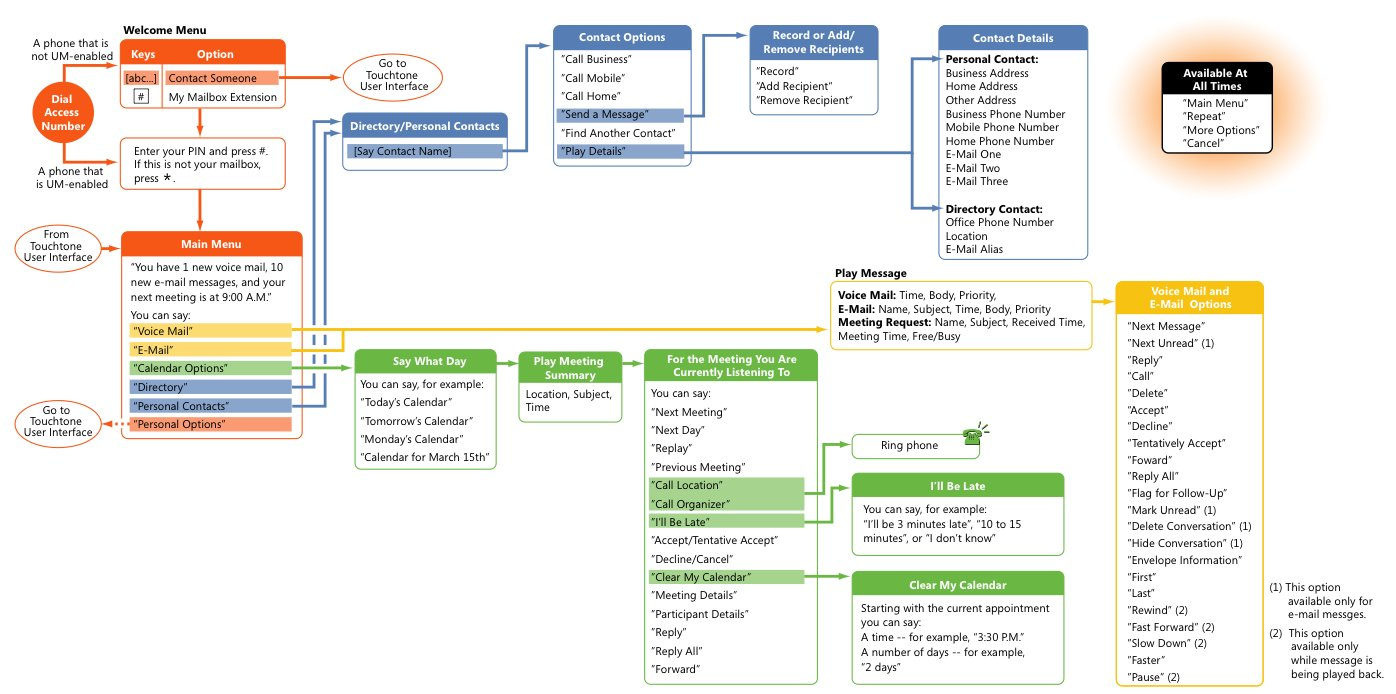 Welcome Menu
A phone that is
not UM-enabled
Keys Option
[abc...] Contact Someone
# My Mailbox Extension
Dial
Access
Number
A phone that
is UM-enabled
Enter your PIN and press #.
If this is not your mailbox,
press *.
Go to
Touchtone
User Interface
From
Touchtone
User Interface
Main Menu
“You have 1 new voice mail, 10
new e-mail messages, and your
next meeting is at 9:00 A.M.”
You can say:
“Voice Mail”
“E-Mail”
“Calendar Options”
“Directory”
“Personal Contacts”
“Personal Options”
Go to
Touchtone
User Interface
Directory/Personal Contacts
[Say Contact Name]
Contact Options
“Call Business”
“Call Mobile”
“Call Home”
“Send a Message”
“Find Another Contact”
“Play Details”
Record or Add/
Remove Recipients
“Record”
“Add Recipient”
“Remove Recipient”
Contact Details
Personal Contact:
Business Address
Home Address
Other Address
Business Phone Number
Mobile Phone Number
Home Phone Number
E-Mail One
E-Mail Two
E-Mail Three
Directory Contact:
Office Phone Number
Location
E-Mail Alias
Available At
All Times
“Main Menu”
“Repeat”
“More Options”
“Cancel”
Play Message
Voice Mail: Time, Body, Priority,
E-Mail: Name, Subject, Time, Body, Priority
Meeting Request: Name, Subject, Received Time,
Meeting Time, Free/Busy
Say What Day
You can say, for example:
“Today’s Calendar”
“Tomorrow’s Calendar”
“Monday’s Calendar”
“Calendar for March 15th”
Play Meeting
Summary
Location, Subject,
Time
For the Meeting You Are
Currently Listening To
You can say:
“Next Meeting”
“Next Day”
“Replay”
“Previous Meeting”
“Call Location”
“Call Organizer”
“I’ll Be Late”
“Accept/Tentative Accept”
“Decline/Cancel”
“Clear My Calendar”
“Meeting Details”
“Participant Details”
“Reply”
“Reply All”
“Forward”
Ring phone
I’ll Be Late
You can say, for example:
“I’ll be 3 minutes late”, “10 to 15
minutes”, or “I don’t know”
Clear My Calendar
Starting with the current appointment
you can say:
A time -- for example, “3:30 P.M.”
A number of days -- for example,
“2 days”
Voice Mail and
E-Mail Options
“Next Message”
“Next Unread” (1)
“Reply”
“Call”
“Delete”
“Accept”
“Decline”
“Tentatively Accept”
“Foward”
“Reply All”
“Flag for Follow-Up”
“Mark Unread” (1)
“Delete Conversation” (1)
“Hide Conversation” (1)
“Envelope Information”
“First”
“Last”
“Rewind” (2)
“Fast Forward” (2)
“Slow Down” (2)
“Faster”
“Pause” (2)
(1) This option
available only for
e-mail messges.
(2) This option
available only
while message is
being played back.